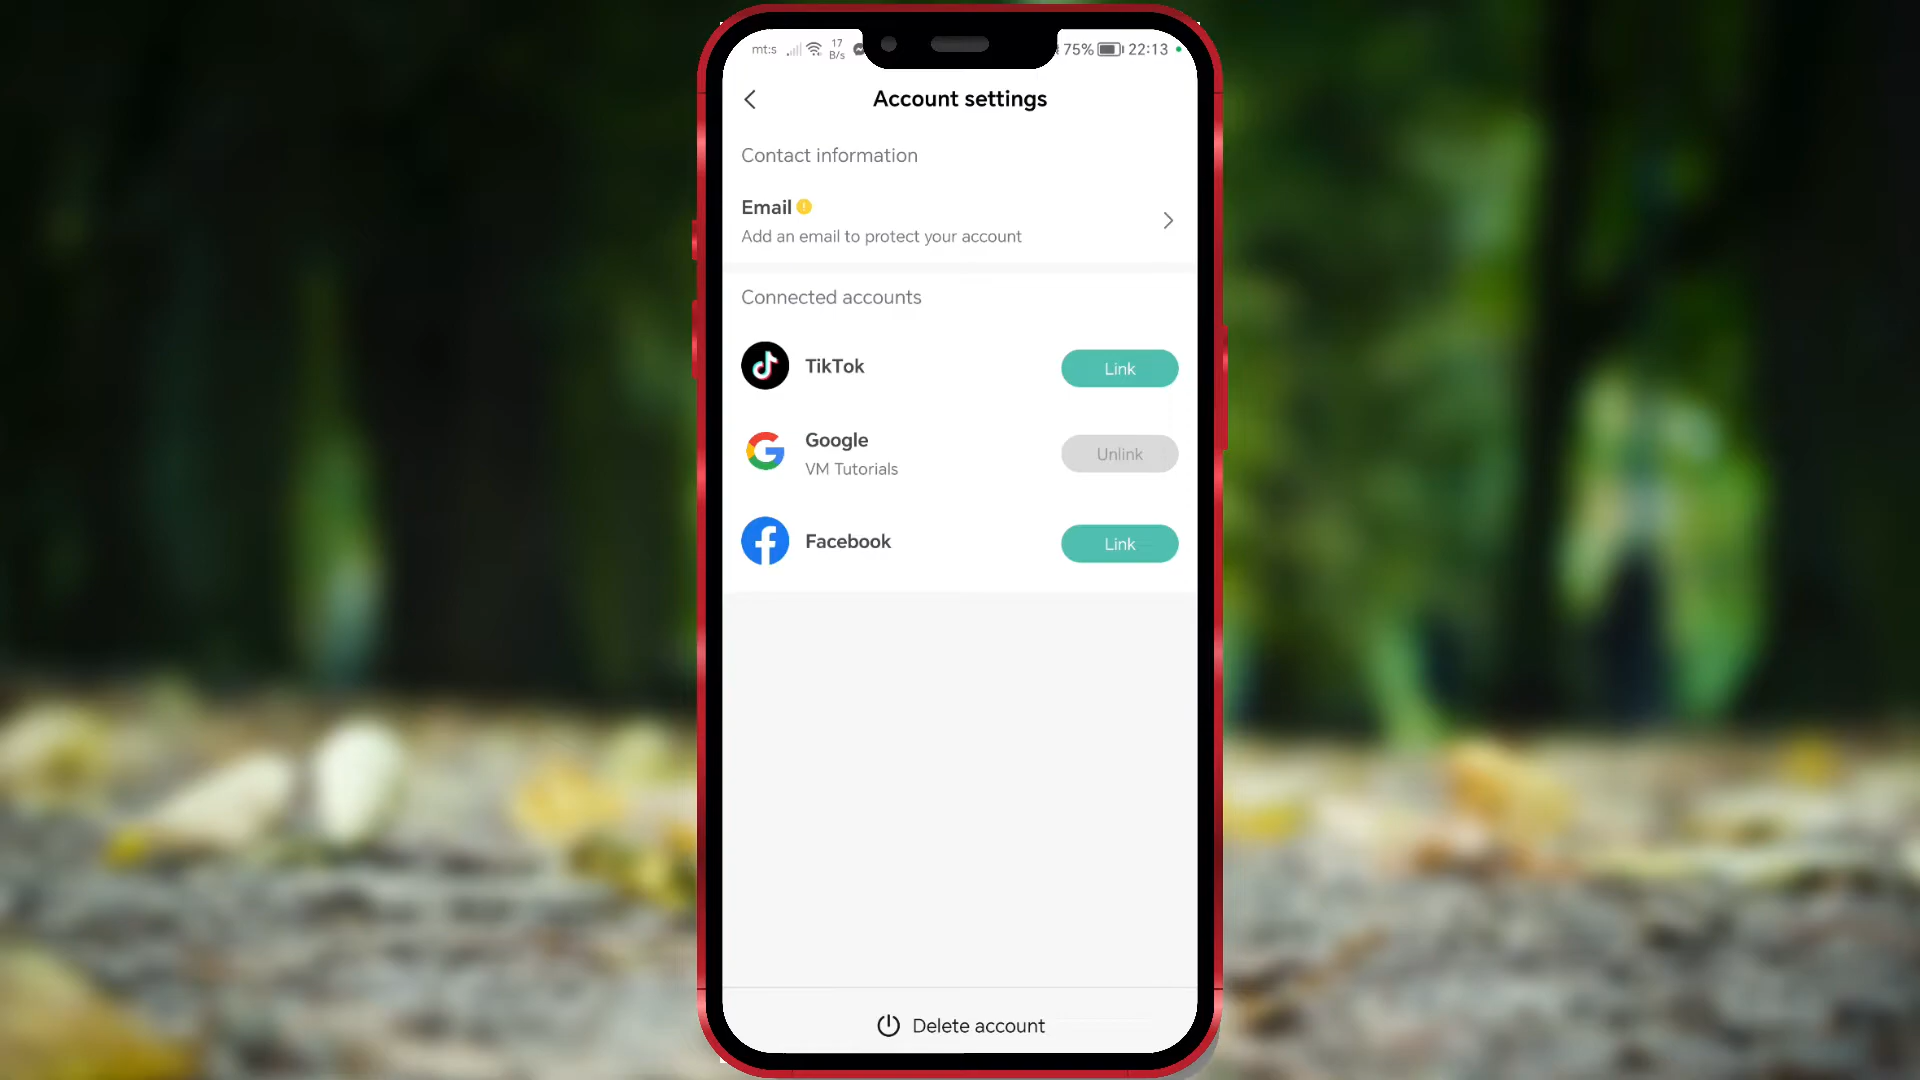 mt:s 17 B/s 75% 22:13
Account settings
Contact information
Email
Add an email to protect your account
Connected accounts
TikTok
Link
Google
VM Tutorials
Unlink
Facebook
Link
Delete account